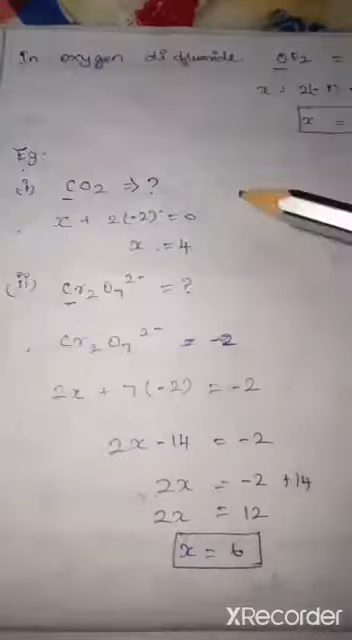 In oxygen difluoride OF2 =
x + 2(-1)
x =
Eg:
(i) CO2 => ?
x + 2(-2) = 0
x = 4
(ii) Cr2O7 2- = ?
Cr2O7 2- = -2
2x + 7(-2) = -2
2x - 14 = -2
2x = -2 +14
2x = 12
x = 6
XRecorder